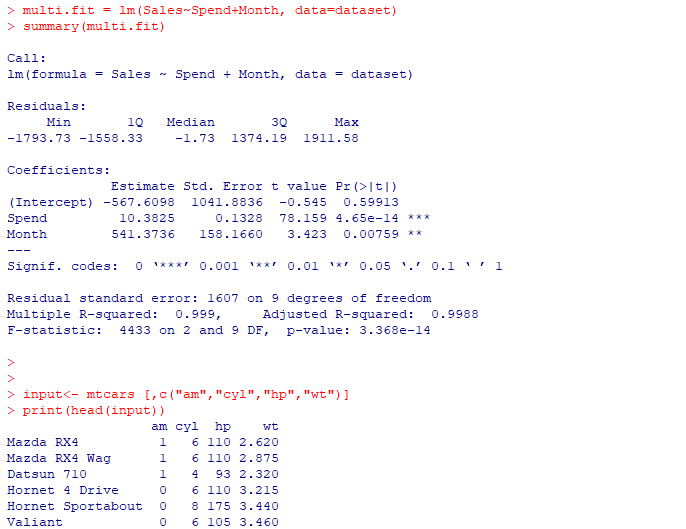 > multi.fit = lm(Sales~Spend+Month, data=dataset)
> summary(multi.fit)
Call:
lm(formula = Sales ~ Spend + Month, data = dataset)
Residuals:
Min 1Q Median 3Q Max
-1793.73 -1558.33 -1.73 1374.19 1911.58
Coefficients:
Estimate Std. Error t value Pr(>|t|)
(Intercept) -567.6098 1041.8836 -0.545 0.59913
Spend 10.3825 0.1328 78.159 4.65e-14 ***
Month 541.3736 158.1660 3.423 0.00759 **
---
Signif. codes: 0 ‘***’ 0.001 ‘**’ 0.01 ‘*’ 0.05 ‘.’ 0.1 ‘ ’ 1
Residual standard error: 1607 on 9 degrees of freedom
Multiple R-squared: 0.999, Adjusted R-squared: 0.9988
F-statistic: 4433 on 2 and 9 DF, p-value: 3.368e-14
>
>
> input<- mtcars [,c("am","cyl","hp","wt")]
> print(head(input))
am cyl hp wt
Mazda RX4 1 6 110 2.620
Mazda RX4 Wag 1 6 110 2.875
Datsun 710 1 4 93 2.320
Hornet 4 Drive 0 6 110 3.215
Hornet Sportabout 0 8 175 3.440
Valiant 0 6 105 3.460